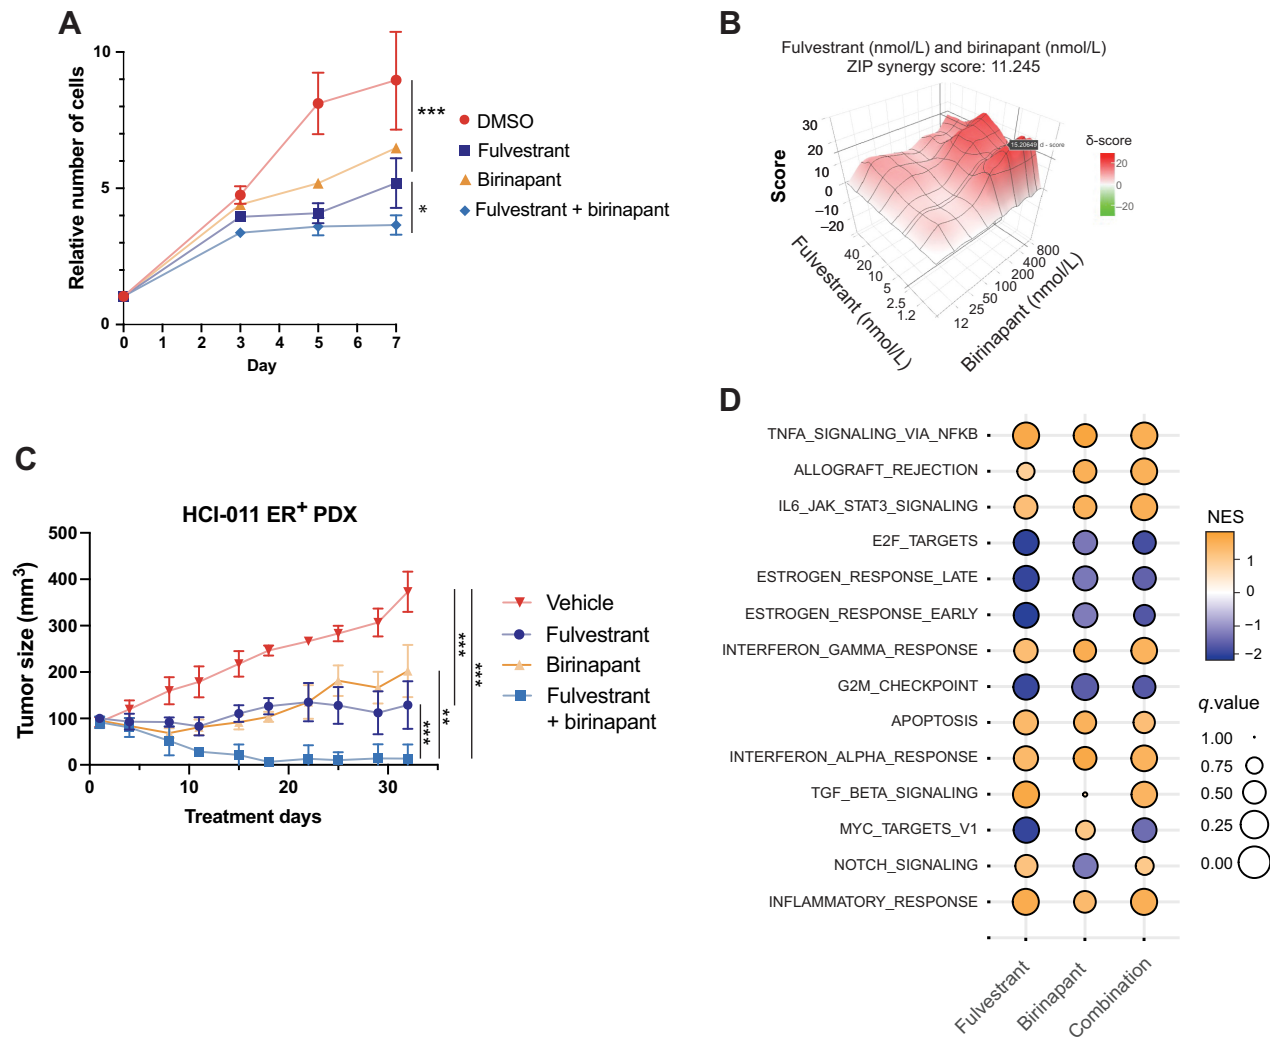 A
10
5
0
Relative number of cells
0 1 2 3 4 5 6 7
Day
***
*
DMSO
Fulvestrant
Birinapant
Fulvestrant + birinapant
B
Fulvestrant (nmol/L) and birinapant (nmol/L)
ZIP synergy score: 11.245
30
20
10
0
−10
−20
Score
40
20
10
5
2.5
1.2
Fulvestrant (nmol/L)
800
400
200
100
50
25
12
Birinapant (nmol/L)
15.20649 d - score
δ-score
20
0
−20
C
HCI-011 ER+ PDX
500
400
300
200
100
0
Tumor size (mm3)
0 10 20 30
Treatment days
***
***
**
***
Vehicle
Fulvestrant
Birinapant
Fulvestrant
+ birinapant
D
TNFA_SIGNALING_VIA_NFKB
ALLOGRAFT_REJECTION
IL6_JAK_STAT3_SIGNALING
E2F_TARGETS
ESTROGEN_RESPONSE_LATE
ESTROGEN_RESPONSE_EARLY
INTERFERON_GAMMA_RESPONSE
G2M_CHECKPOINT
APOPTOSIS
INTERFERON_ALPHA_RESPONSE
TGF_BETA_SIGNALING
MYC_TARGETS_V1
NOTCH_SIGNALING
INFLAMMATORY_RESPONSE
Fulvestrant
Birinapant
Combination
NES
1
0
−1
−2
q.value
1.00
0.75
0.50
0.25
0.00